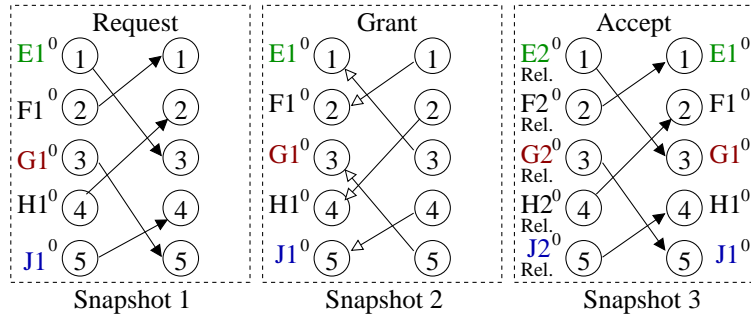 Request Grant Accept
E1⁰ 1 1 E1⁰ 1 1 E2⁰ Rel. 1 1 E1⁰
F1⁰ 2 2 F1⁰ 2 2 F2⁰ Rel. 2 2 F1⁰
G1⁰ 3 3 G1⁰ 3 3 G2⁰ Rel. 3 3 G1⁰
H1⁰ 4 4 H1⁰ 4 4 H2⁰ Rel. 4 4 H1⁰
J1⁰ 5 5 J1⁰ 5 5 J2⁰ Rel. 5 5 J1⁰
Snapshot 1 Snapshot 2 Snapshot 3